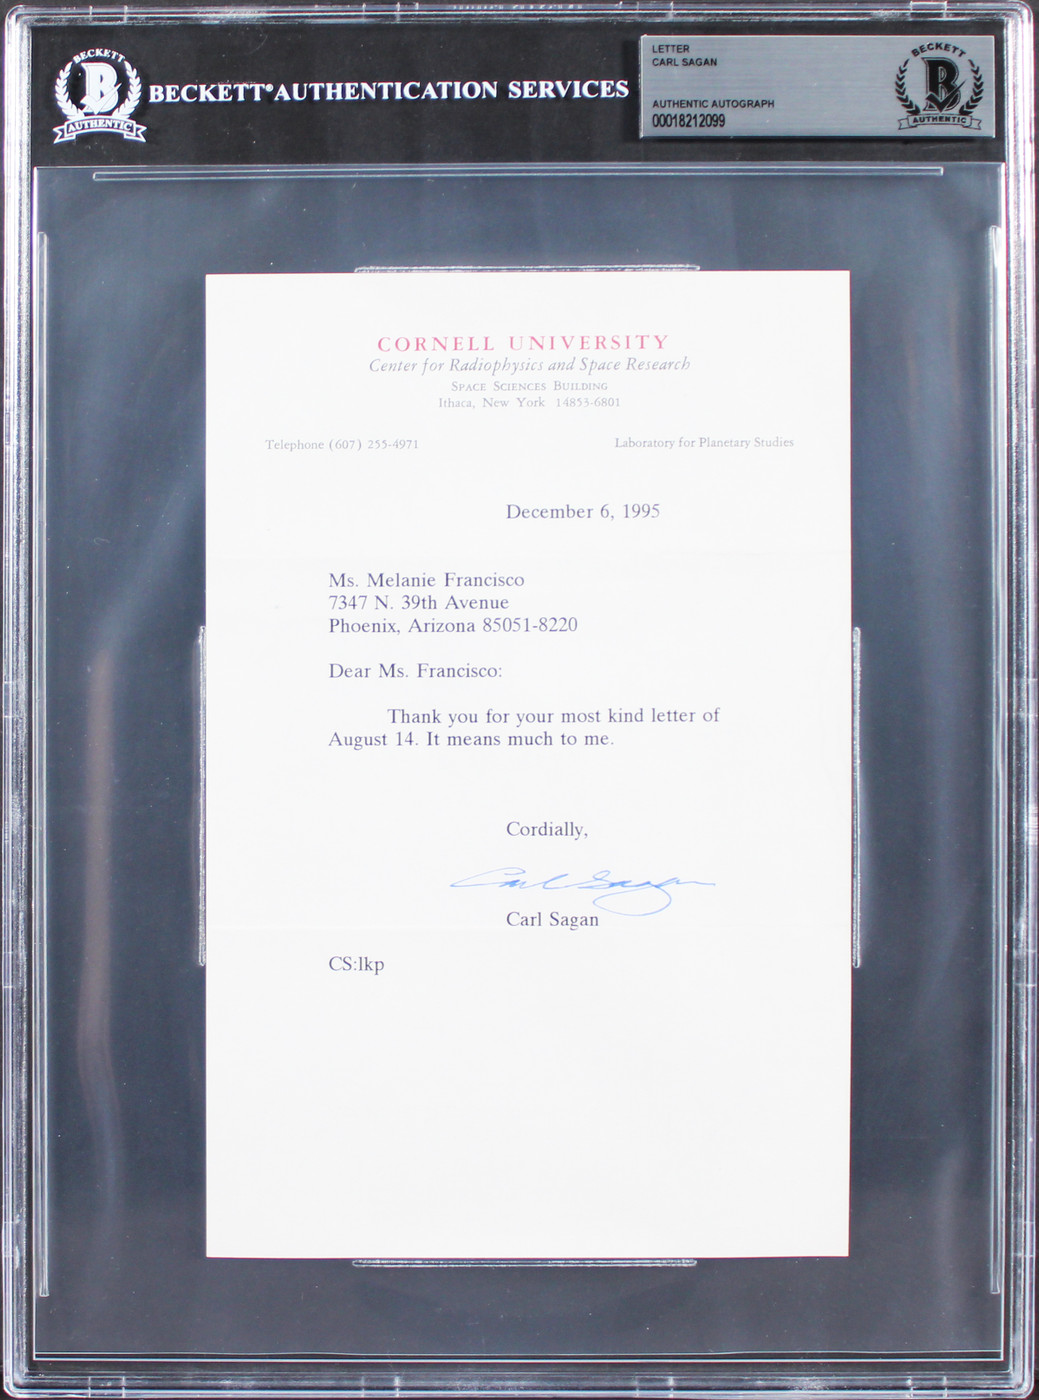 BECKETT
B
AUTHENTIC
BECKETT AUTHENTICATION SERVICES
LETTER
CARL SAGAN
AUTHENTIC AUTOGRAPH
00018212099
BECKETT
B
AUTHENTIC
CORNELL UNIVERSITY
Center for Radiophysics and Space Research
SPACE SCIENCES BUILDING
Ithaca, New York 14853-6801
Telephone (607) 255-4971
Laboratory for Planetary Studies
December 6, 1995
Ms. Melanie Francisco
7347 N. 39th Avenue
Phoenix, Arizona 85051-8220
Dear Ms. Francisco:
Thank you for your most kind letter of
August 14. It means much to me.
Cordially,
Carl Sagan
Carl Sagan
CS:lkp